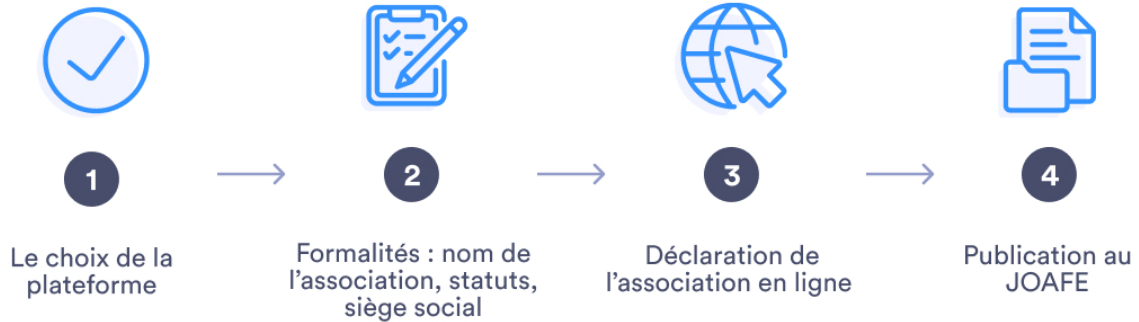 1
2
3
4
Le choix de la
plateforme
Formalités : nom de
l’association, statuts,
siège social
Déclaration de
l’association en ligne
Publication au
JOAFE